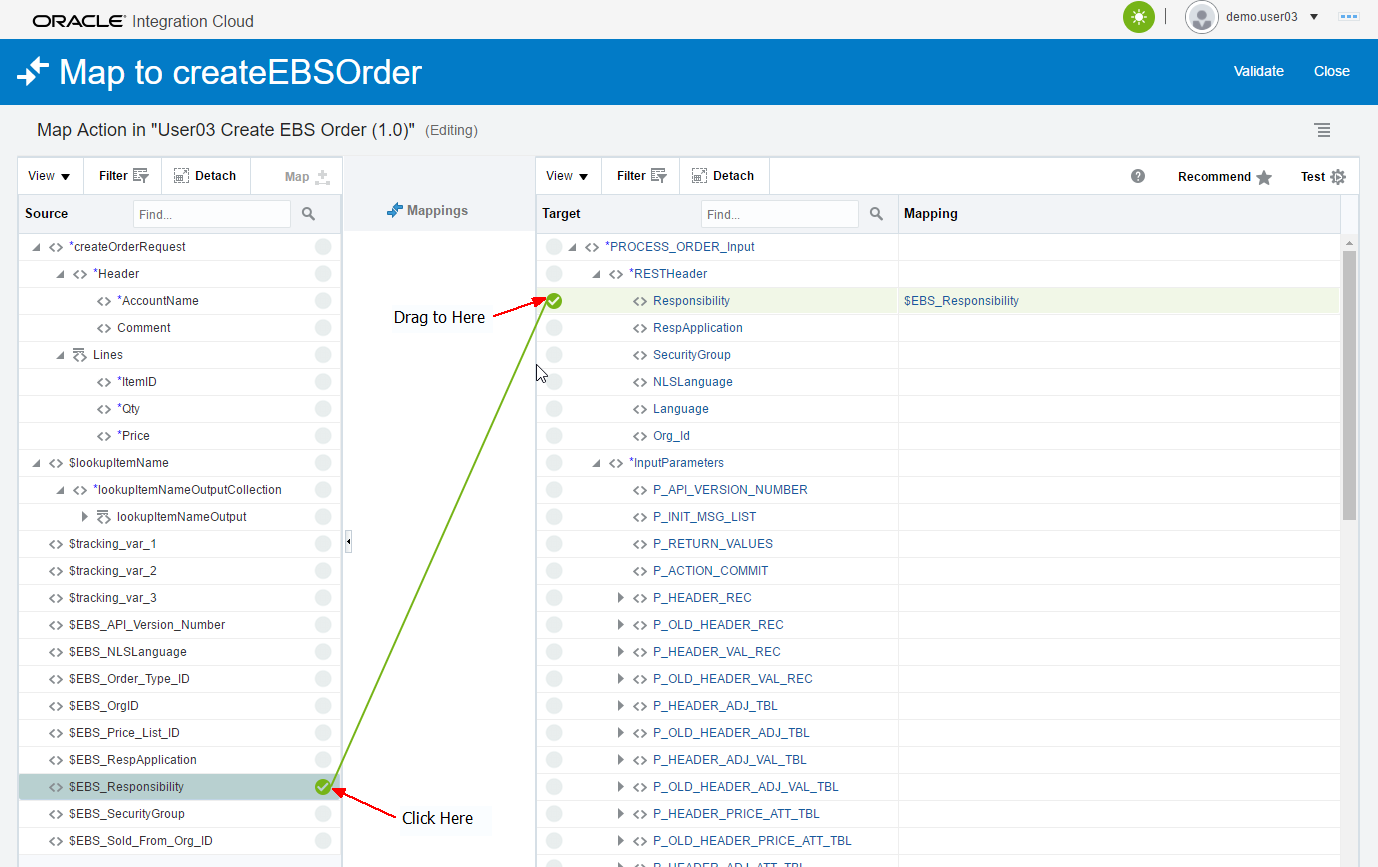 ORACLE® Integration Cloud
demo.user03
Map to createEBSOrder
Validate Close
Map Action in "User03 Create EBS Order (1.0)" (Editing)
View Filter Detach Map
Source Find...
*createOrderRequest
*Header
*AccountName
Comment
Lines
*ItemID
*Qty
*Price
$lookupItemName
*lookupItemNameOutputCollection
lookupItemNameOutput
$tracking_var_1
$tracking_var_2
$tracking_var_3
$EBS_API_Version_Number
$EBS_NLSLanguage
$EBS_Order_Type_ID
$EBS_OrgID
$EBS_Price_List_ID
$EBS_RespApplication
$EBS_Responsibility
$EBS_SecurityGroup
$EBS_Sold_From_Org_ID
Mappings
Drag to Here
Click Here
View Filter Detach ? Recommend Test
Target Find... Mapping
*PROCESS_ORDER_Input
*RESTHeader
Responsibility $EBS_Responsibility
RespApplication
SecurityGroup
NLSLanguage
Language
Org_Id
*InputParameters
P_API_VERSION_NUMBER
P_INIT_MSG_LIST
P_RETURN_VALUES
P_ACTION_COMMIT
P_HEADER_REC
P_OLD_HEADER_REC
P_HEADER_VAL_REC
P_OLD_HEADER_VAL_REC
P_HEADER_ADJ_TBL
P_OLD_HEADER_ADJ_TBL
P_HEADER_ADJ_VAL_TBL
P_OLD_HEADER_ADJ_VAL_TBL
P_HEADER_PRICE_ATT_TBL
P_OLD_HEADER_PRICE_ATT_TBL
P_HEADER_ADJ_ATT_TBL